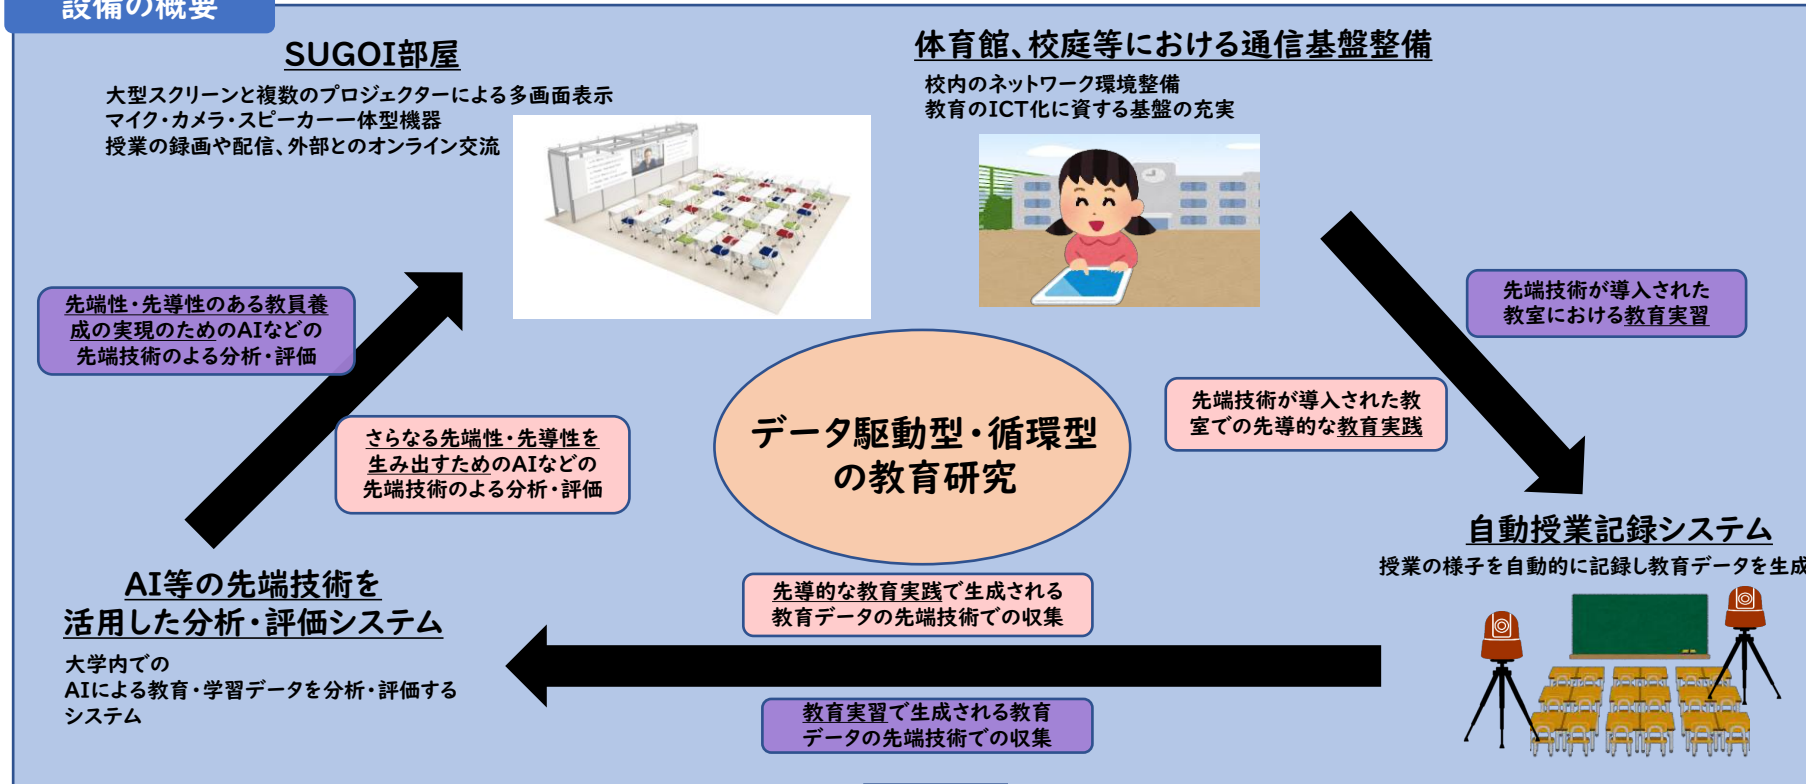 設備の概要
SUGOI部屋
大型スクリーンと複数のプロジェクターによる多画面表示
マイク・カメラ・スピーカー一体型機器
授業の録画や配信、外部とのオンライン交流
体育館、校庭等における通信基盤整備
校内のネットワーク環境整備
教育のICT化に資する基盤の充実
先端性・先導性のある教員養
成の実現のためのAIなどの
先端技術のよる分析・評価
さらなる先端性・先導性を
生み出すためのAIなどの
先端技術のよる分析・評価
データ駆動型・循環型
の教育研究
先端技術が導入された
教室における教育実習
先端技術が導入された教
室での先導的な教育実践
自動授業記録システム
授業の様子を自動的に記録し教育データを生成
AI等の先端技術を
活用した分析・評価システム
大学内での
AIによる教育・学習データを分析・評価する
システム
先導的な教育実践で生成される
教育データの先端技術での収集
教育実習で生成される教育
データの先端技術での収集